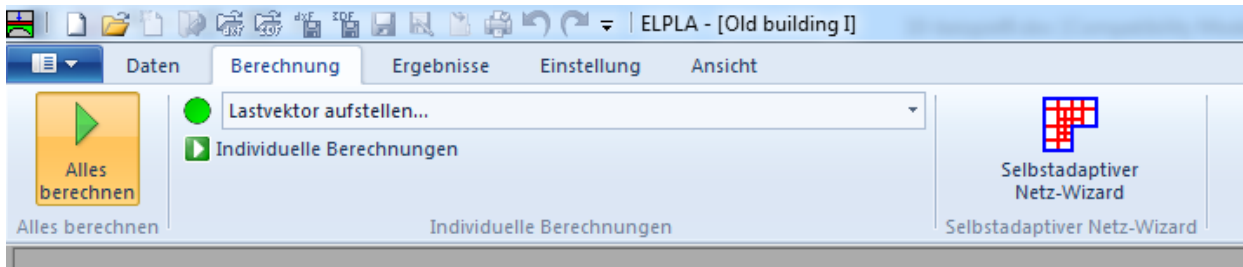 ELPLA - [Old building I]
Daten Berechnung Ergebnisse Einstellung Ansicht
Lastvektor aufstellen...
Individuelle Berechnungen
Alles
berechnen
Selbstadaptiver
Netz-Wizard
Alles berechnen Individuelle Berechnungen Selbstadaptiver Netz-Wizard